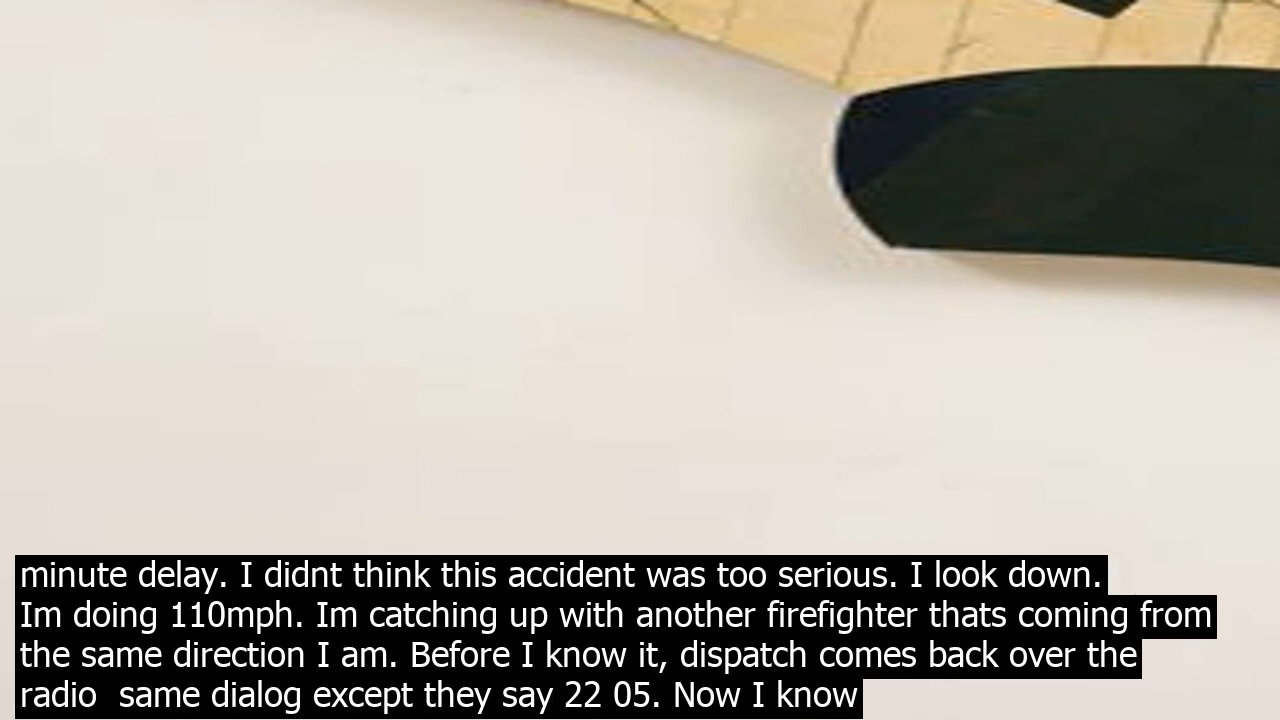 minute delay. I didnt think this accident was too serious. I look down.
Im doing 110mph. Im catching up with another firefighter thats coming from
the same direction I am. Before I know it, dispatch comes back over the
radio  same dialog except they say 22 05. Now I know